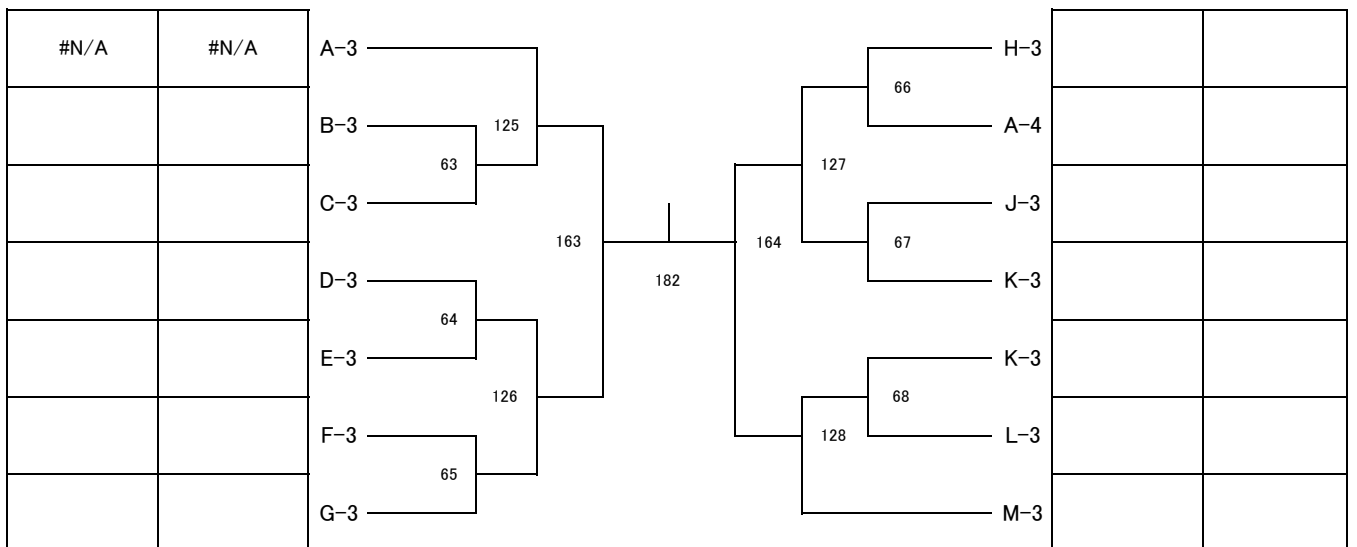 #N/A #N/A A-3 H-3
66
B-3 125 A-4
63 127
C-3 J-3
163 164 67
D-3 182 K-3
64
E-3 K-3
126 68
F-3 128 L-3
65
G-3 M-3